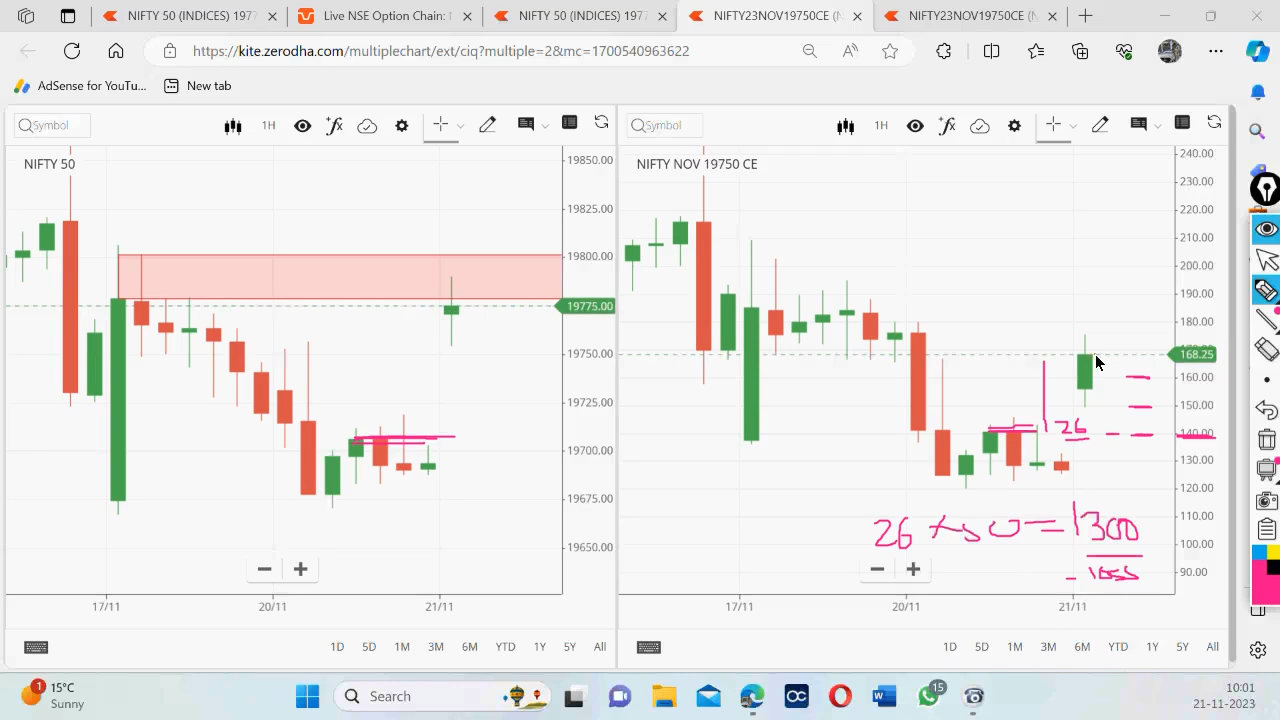 NIFTY 50 (INDICES) 197?
Live NSE Option Chain:
NIFTY 50 (INDICES) 197?
NIFTY23NOV19750CE (N
NIFTY23NOV19750CE (N
https://kite.zerodha.com/multiplechart/ext/ciq?multiple=2&mc=1700540963622
AdSense for YouTu...
New tab
Symbol
1H
Symbol
1H
NIFTY 50
19850.00
19825.00
19800.00
19775.00
19750.00
19725.00
19700.00
19675.00
19650.00
17/11
20/11
21/11
NIFTY NOV 19750 CE
240.00
230.00
220.00
210.00
200.00
190.00
180.00
168.25
160.00
150.00
140.00
130.00
120.00
110.00
100.00
90.00
26
26 x 50 = 1300
- loss
17/11
20/11
21/11
1D 5D 1M 3M 6M YTD 1Y 5Y All
1D 5D 1M 3M 6M YTD 1Y 5Y All
1
15°C
Sunny
Search
15
10:01
21-11-2023